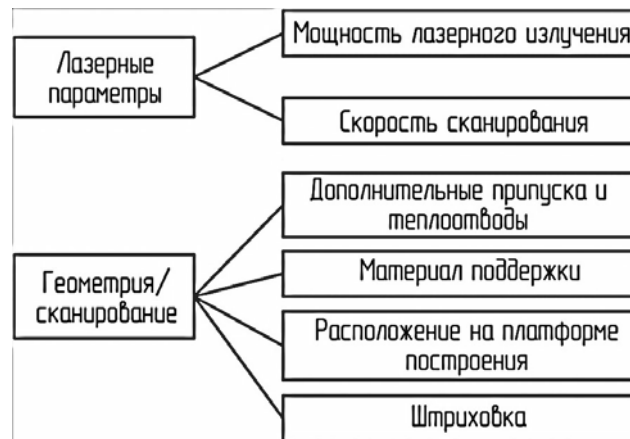 Лазерные
параметры
Мощность лазерного излучения
Скорость сканирования
Геометрия/
сканирование
Дополнительные припуска и
теплоотводы
Материал поддержки
Расположение на платформе
построения
Штриховка